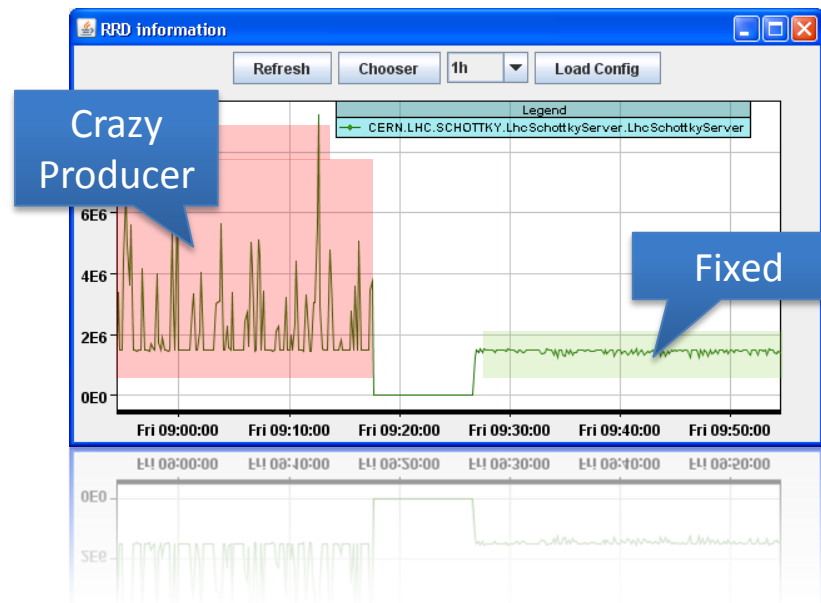 RRD information
Refresh Chooser 1h Load Config
Crazy
Producer
Legend
CERN.LHC.SCHOTTKY.LhcSchottkyServer.LhcSchottkyServer
6E6
4E6
Fixed
2E6
0E0
Fri 09:00:00 Fri 09:10:00 Fri 09:20:00 Fri 09:30:00 Fri 09:40:00 Fri 09:50:00